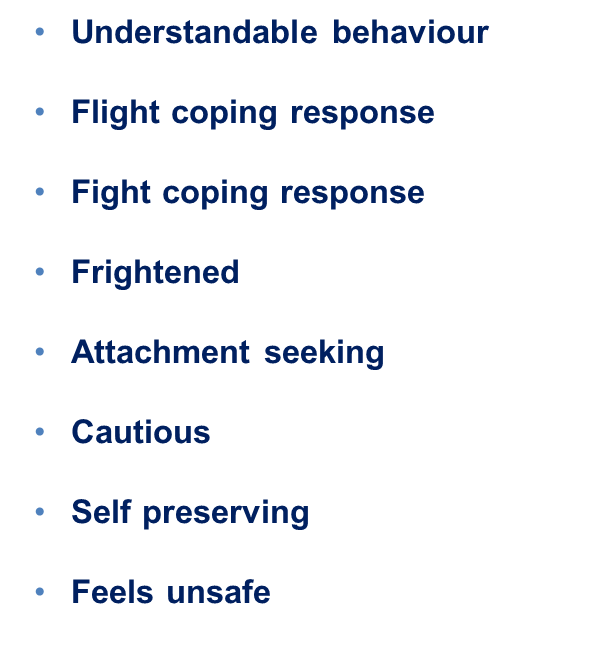 • Understandable behaviour
• Flight coping response
• Fight coping response
• Frightened
• Attachment seeking
• Cautious
• Self preserving
• Feels unsafe